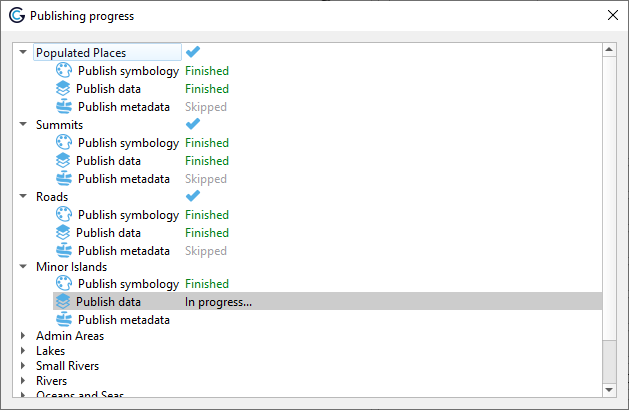 Publishing progress
Populated Places
Publish symbology Finished
Publish data Finished
Publish metadata Skipped
Summits
Publish symbology Finished
Publish data Finished
Publish metadata Skipped
Roads
Publish symbology Finished
Publish data Finished
Publish metadata Skipped
Minor Islands
Publish symbology Finished
Publish data In progress...
Publish metadata
Admin Areas
Lakes
Small Rivers
Rivers
Oceans and Seas